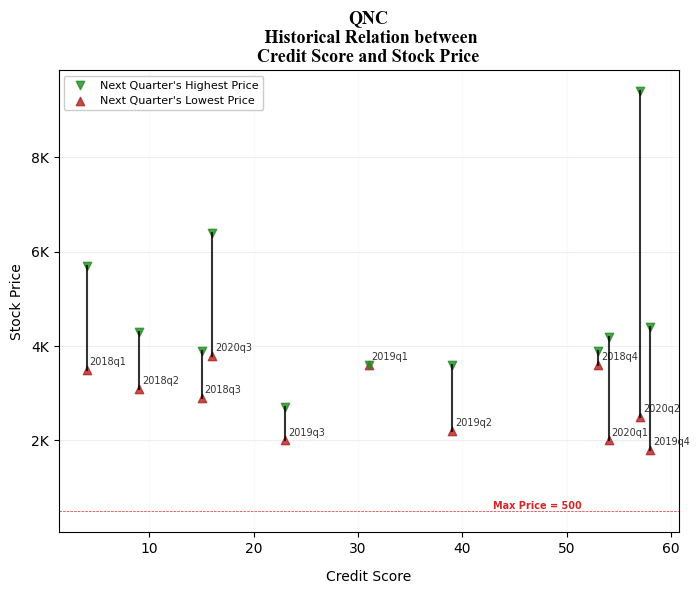 QNC
Historical Relation between
Credit Score and Stock Price
Next Quarter's Highest Price
Next Quarter's Lowest Price
Stock Price
8K
6K
4K
2K
2018q1
2018q2
2018q3
2020q3
2019q3
2019q1
2019q2
2018q4
2020q1
2020q2
2019q4
Max Price = 500
10
20
30
40
50
60
Credit Score